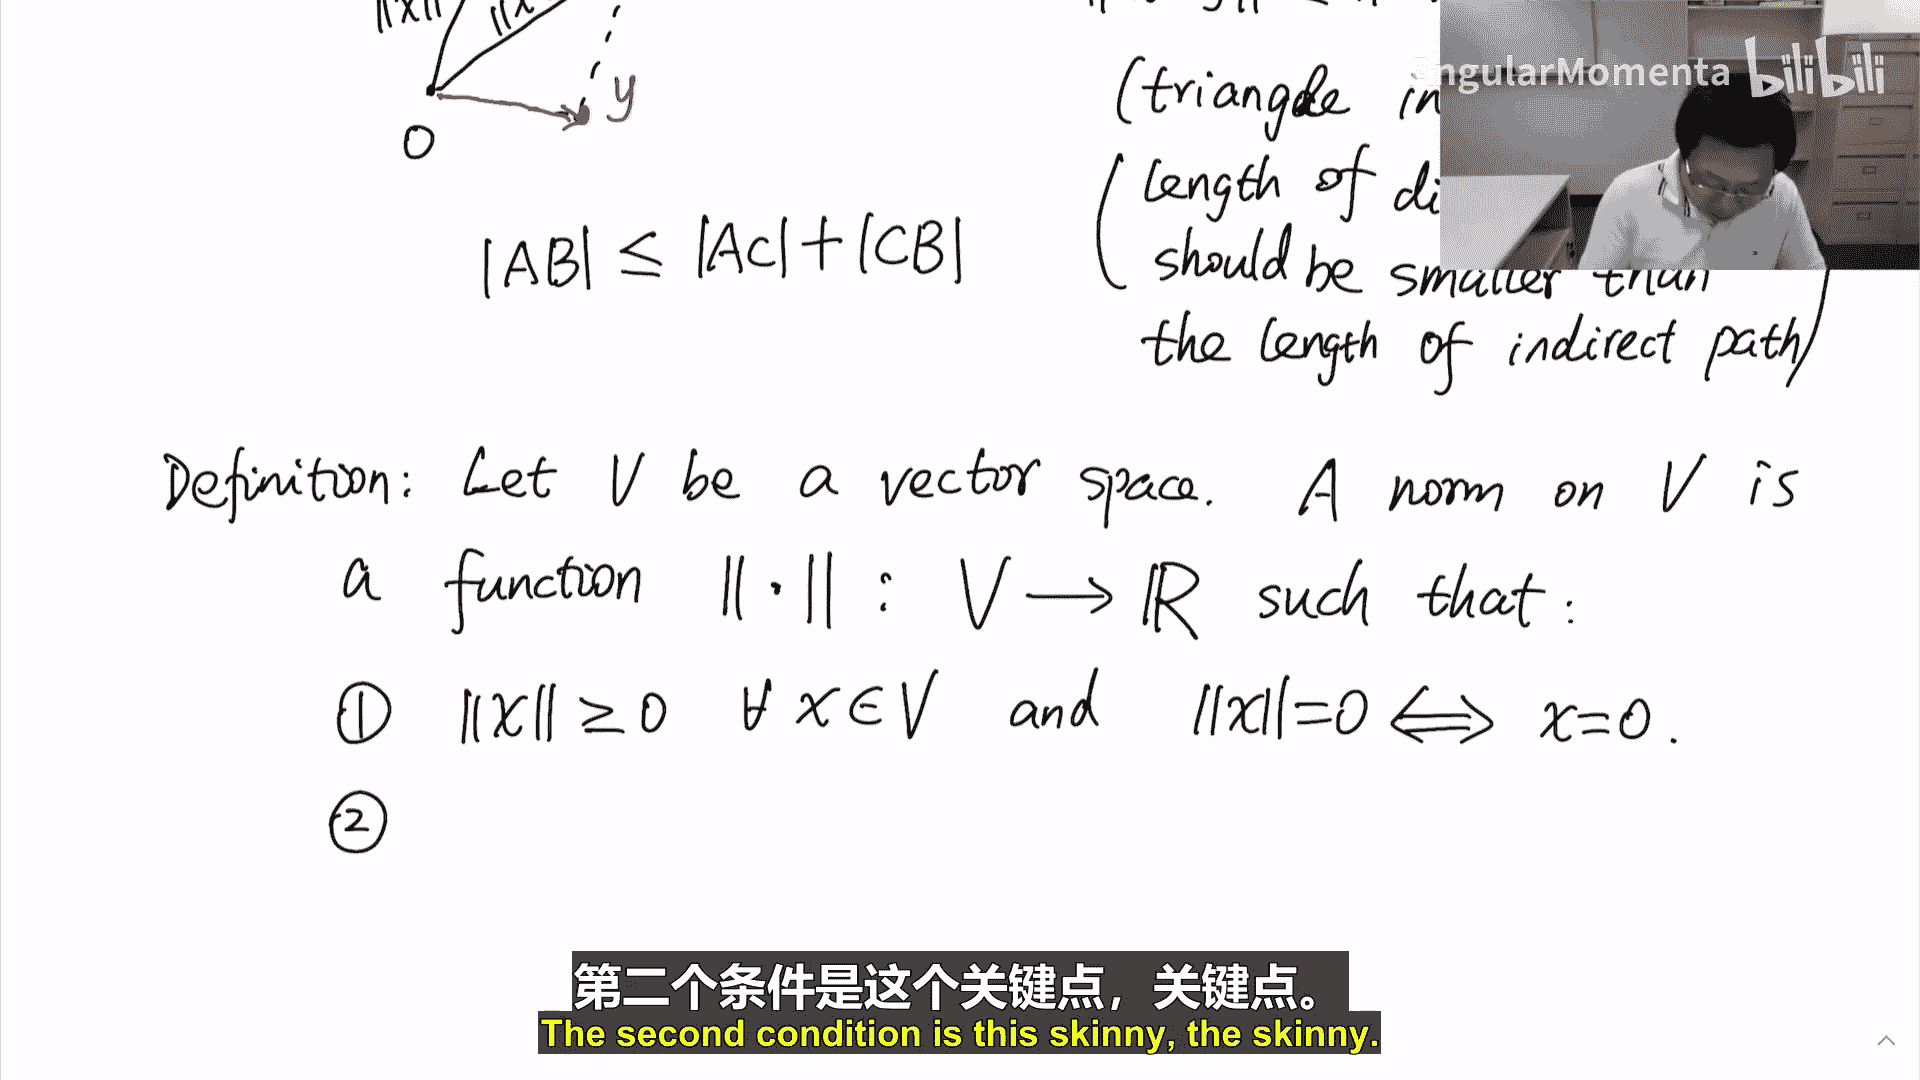 ||x||
y
O
(triangle in
|AB| ≤ |AC|+|CB|
(length of di
should be smaller than
the length of indirect path)
Definition: Let V be a vector space. A norm on V is
a function ||·|| : V → ℝ such that:
① ||x|| ≥ 0 ∀ x ∈ V and ||x||=0 ⟺ x=0.
②
ngularMomenta bilibili
第二个条件是这个关键点，关键点。
The second condition is this skinny, the skinny.